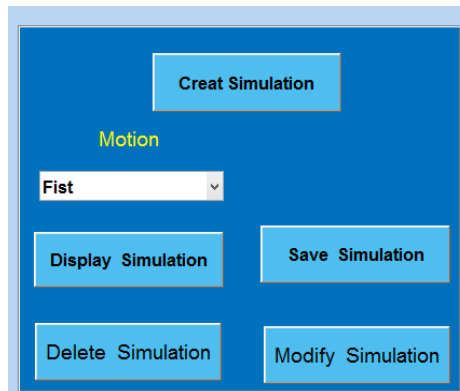 Creat Simulation
Motion
Fist
Display Simulation
Save Simulation
Delete Simulation
Modify Simulation